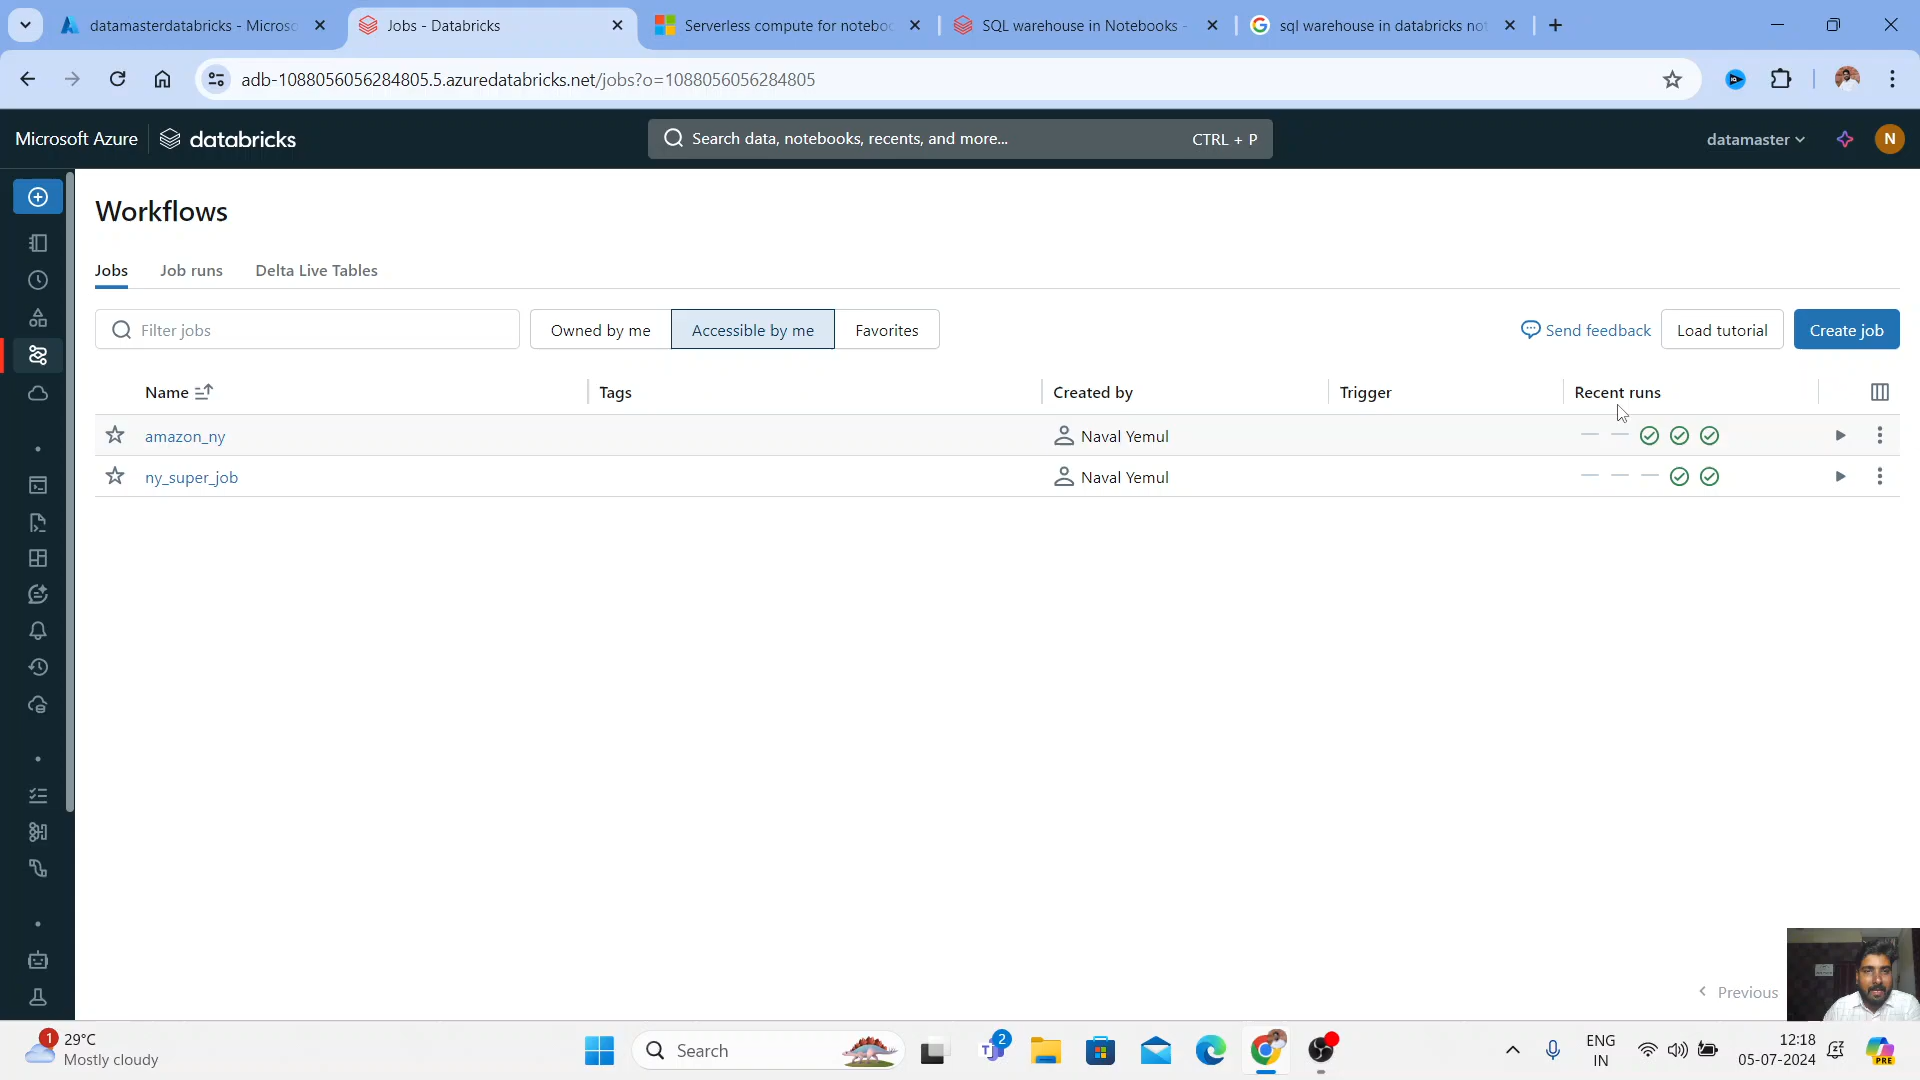 datamasterdatabricks - Microso
Jobs - Databricks
Serverless compute for noteboo
SQL warehouse in Notebooks -
sql warehouse in databricks not
adb-1088056056284805.5.azuredatabricks.net/jobs?o=1088056056284805
Microsoft Azure
databricks
Search data, notebooks, recents, and more...
CTRL + P
datamaster
N
Workflows
Jobs
Job runs
Delta Live Tables
Filter jobs
Owned by me
Accessible by me
Favorites
Send feedback
Load tutorial
Create job
Name
Tags
Created by
Trigger
Recent runs
amazon_ny
Naval Yemul
ny_super_job
Naval Yemul
Previous
1
29°C
Mostly cloudy
Search
2
ENG
IN
12:18
05-07-2024
PRE